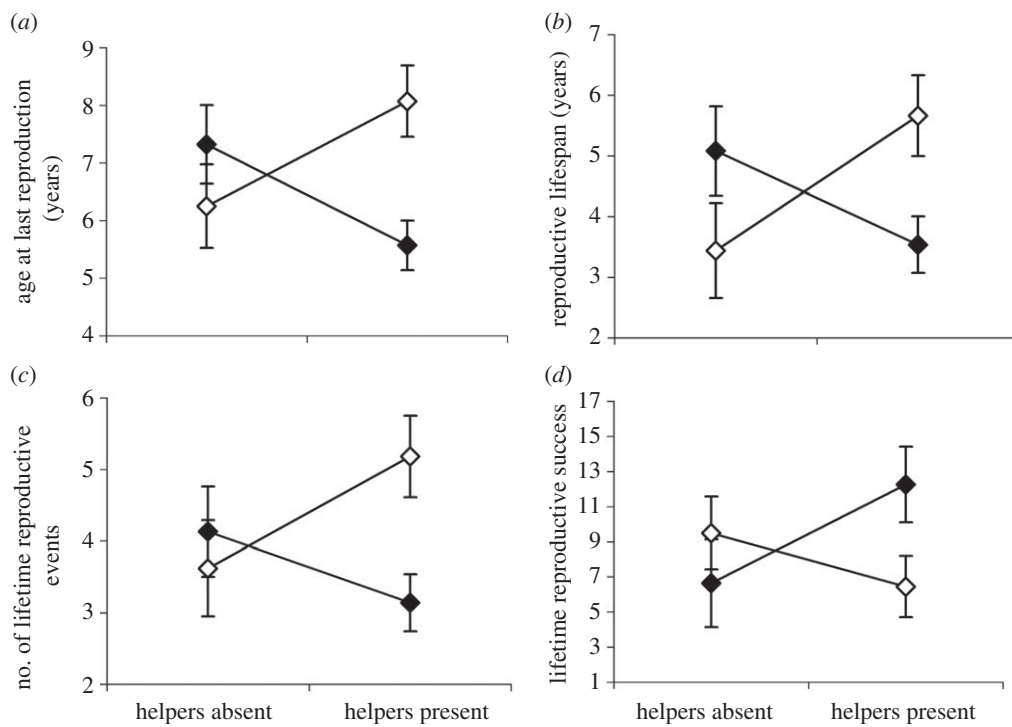 (a)
9
8
7
6
5
4
age at last reproduction
(years)
(b)
7
6
5
4
3
2
reproductive lifespan (years)
(c)
6
5
4
3
2
no. of lifetime reproductive
events
helpers absent
helpers present
(d)
17
15
13
11
9
7
5
3
1
lifetime reproductive success
helpers absent
helpers present